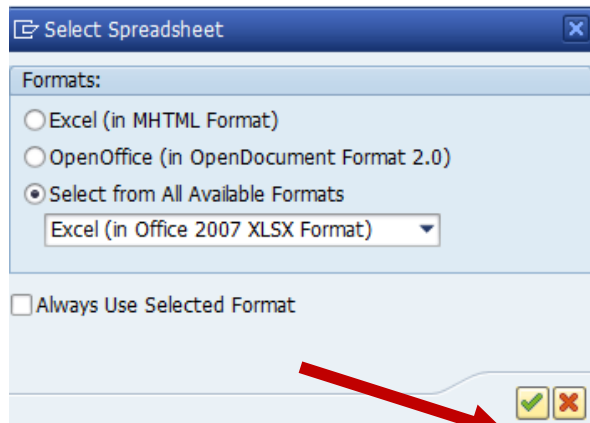 Select Spreadsheet
Formats:
Excel (in MHTML Format)
OpenOffice (in OpenDocument Format 2.0)
Select from All Available Formats
Excel (in Office 2007 XLSX Format)
Always Use Selected Format